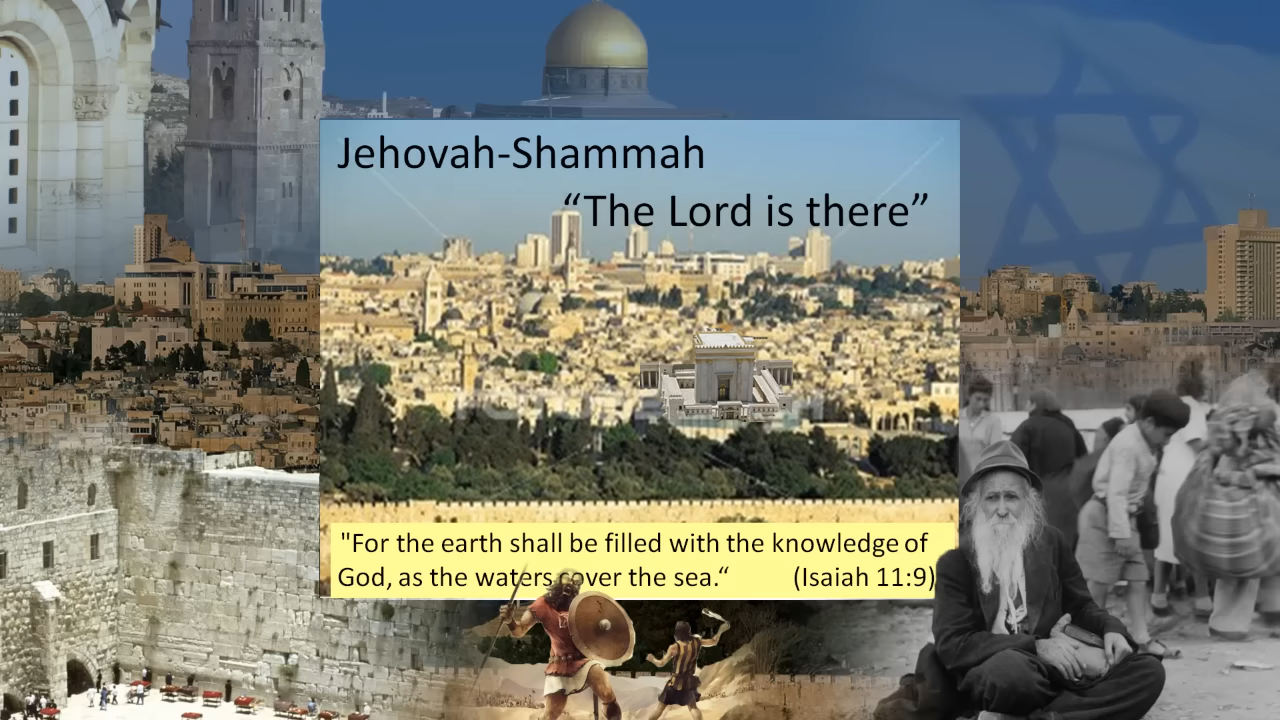 Jehovah-Shammah
“The Lord is there”
"For the earth shall be filled with the knowledge of
God, as the waters cover the sea.“ (Isaiah 11:9)